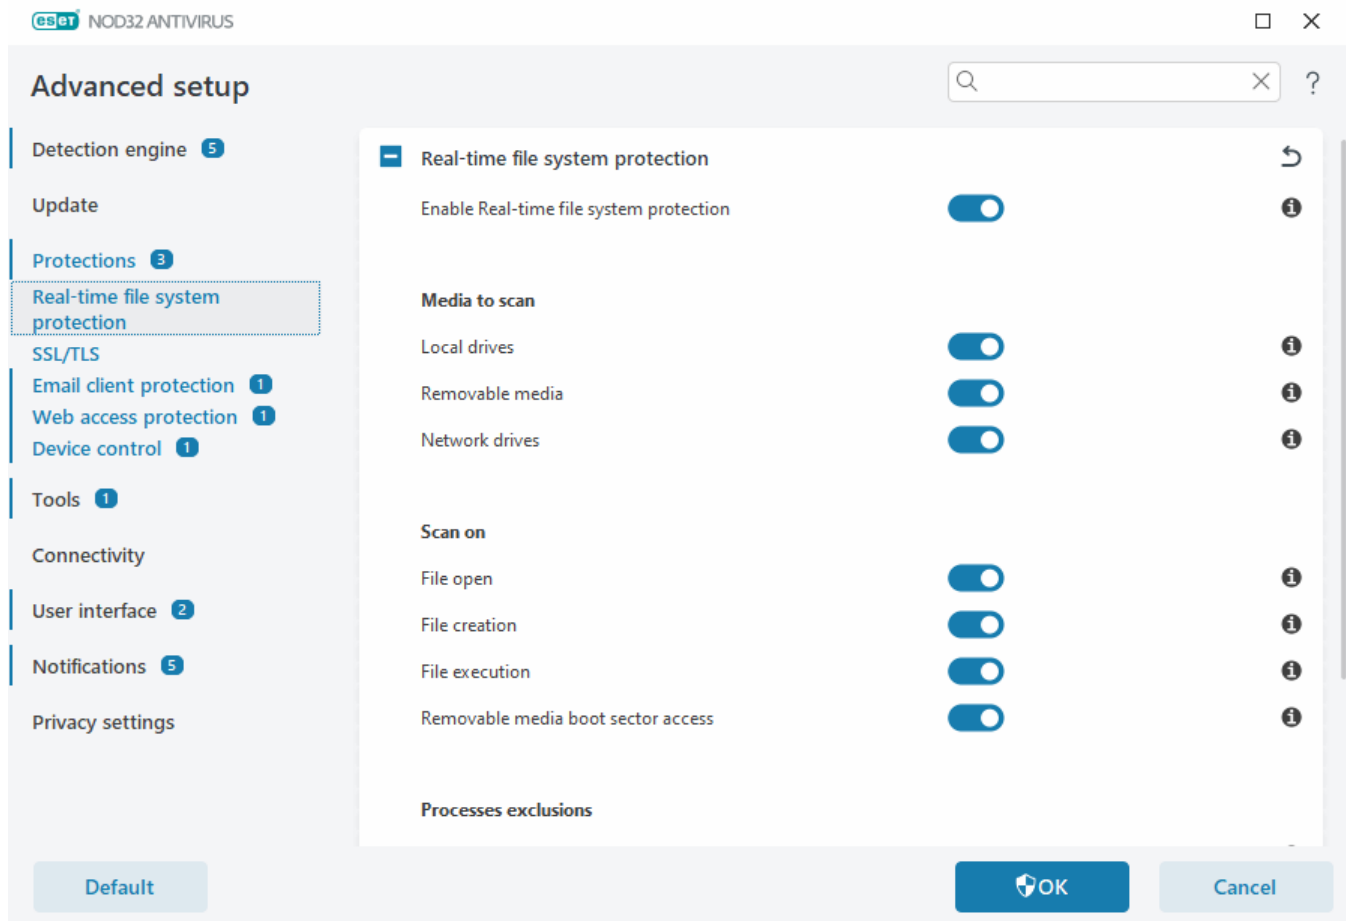 eset NOD32 ANTIVIRUS
Advanced setup
?
Detection engine 5
Update
Protections 3
Real-time file system
protection
SSL/TLS
Email client protection 1
Web access protection 1
Device control 1
Tools 1
Connectivity
User interface 2
Notifications 5
Privacy settings
Real-time file system protection
Enable Real-time file system protection
Media to scan
Local drives
Removable media
Network drives
Scan on
File open
File creation
File execution
Removable media boot sector access
Processes exclusions
Default
OK
Cancel